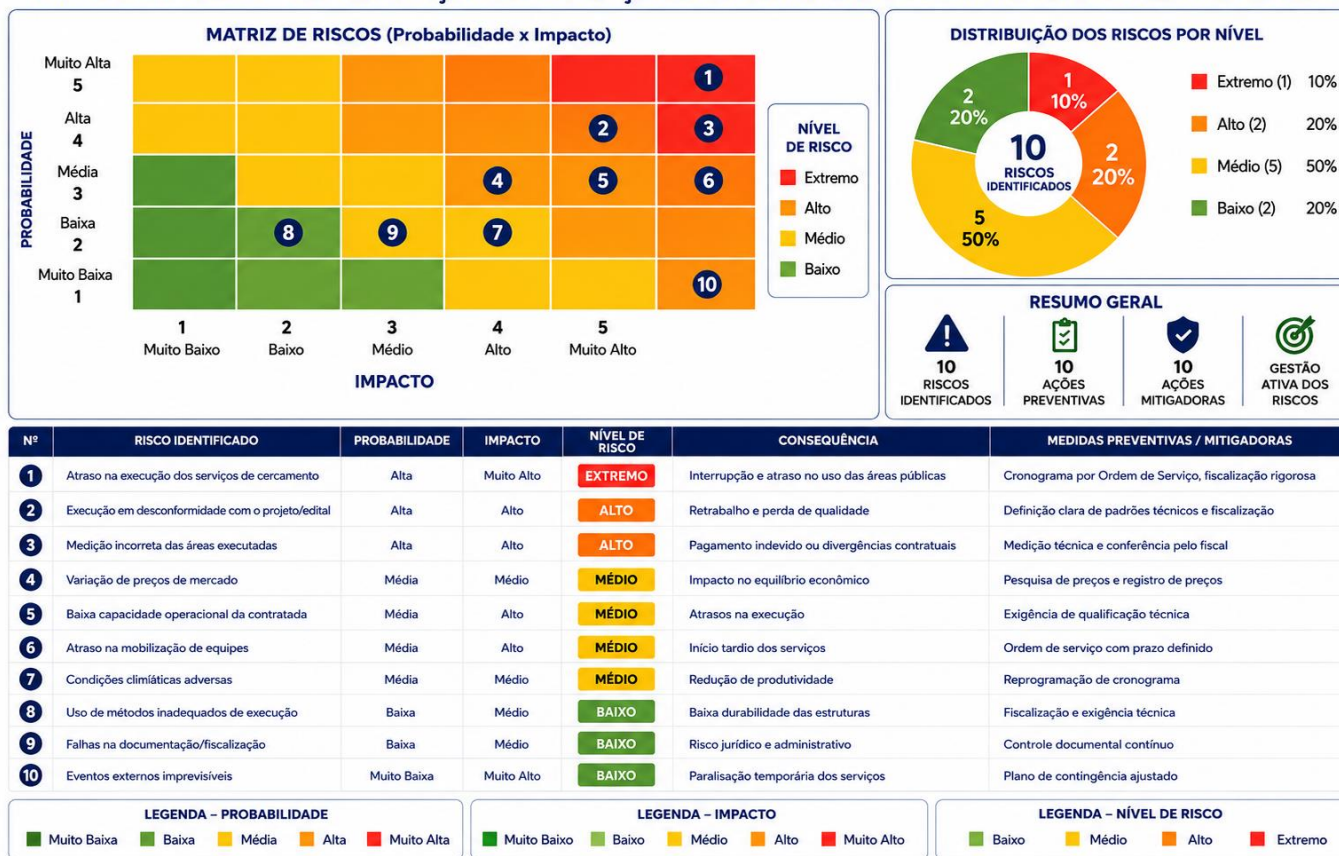 MATRIZ DE RISCOS (Probabilidade x Impacto)
PROBABILIDADE
Muito Alta
5
1
Alta
4
2
3
Média
3
4
5
6
Baixa
2
8
9
7
Muito Baixa
1
10
1
2
3
4
5
Muito Baixo
Baixo
Médio
Alto
Muito Alto
IMPACTO
NÍVEL
DE RISCO
Extremo
Alto
Médio
Baixo
DISTRIBUIÇÃO DOS RISCOS POR NÍVEL
1
10%
2
20%
5
50%
2
20%
10
RISCOS
IDENTIFICADOS
Extremo (1) 10%
Alto (2) 20%
Médio (5) 50%
Baixo (2) 20%
RESUMO GERAL
10
RISCOS
IDENTIFICADOS
10
AÇÕES
PREVENTIVAS
10
AÇÕES
MITIGADORAS
GESTÃO
ATIVA DOS
RISCOS
Nº RISCO IDENTIFICADO PROBABILIDADE IMPACTO NÍVEL DE RISCO CONSEQUÊNCIA MEDIDAS PREVENTIVAS / MITIGADORAS
1 Atraso na execução dos serviços de cercamento Alta Muito Alto EXTREMO Interrupção e atraso no uso das áreas públicas Cronograma por Ordem de Serviço, fiscalização rigorosa
2 Execução em desconformidade com o projeto/edital Alta Alto ALTO Retrabalho e perda de qualidade Definição clara de padrões técnicos e fiscalização
3 Medição incorreta das áreas executadas Alta Alto ALTO Pagamento indevido ou divergências contratuais Medição técnica e conferência pelo fiscal
4 Variação de preços de mercado Média Médio MÉDIO Impacto no equilíbrio econômico Pesquisa de preços e registro de preços
5 Baixa capacidade operacional da contratada Média Alto MÉDIO Atrasos na execução Exigência de qualificação técnica
6 Atraso na mobilização de equipes Média Alto MÉDIO Início tardio dos serviços Ordem de serviço com prazo definido
7 Condições climíáticas adversas Média Médio MÉDIO Redução de produtividade Reprogramação de cronograma
8 Uso de métodos inadequados de execução Baixa Médio BAIXO Baixa durabilidade das estruturas Fiscalização e exigência técnica
9 Falhas na documentação/fiscalização Baixa Médio BAIXO Risco jurídico e administrativo Controle documental contínuo
10 Eventos externos imprevisíveis Muito Baixa Muito Alto BAIXO Paralisação temporária dos serviços Plano de contingência ajustado
LEGENDA – PROBABILIDADE
Muito Baixa Baixa Média Alta Muito Alta
LEGENDA – IMPACTO
Muito Baixo Baixo Médio Alto Muito Alto
LEGENDA – NÍVEL DE RISCO
Baixo Médio Alto Extremo